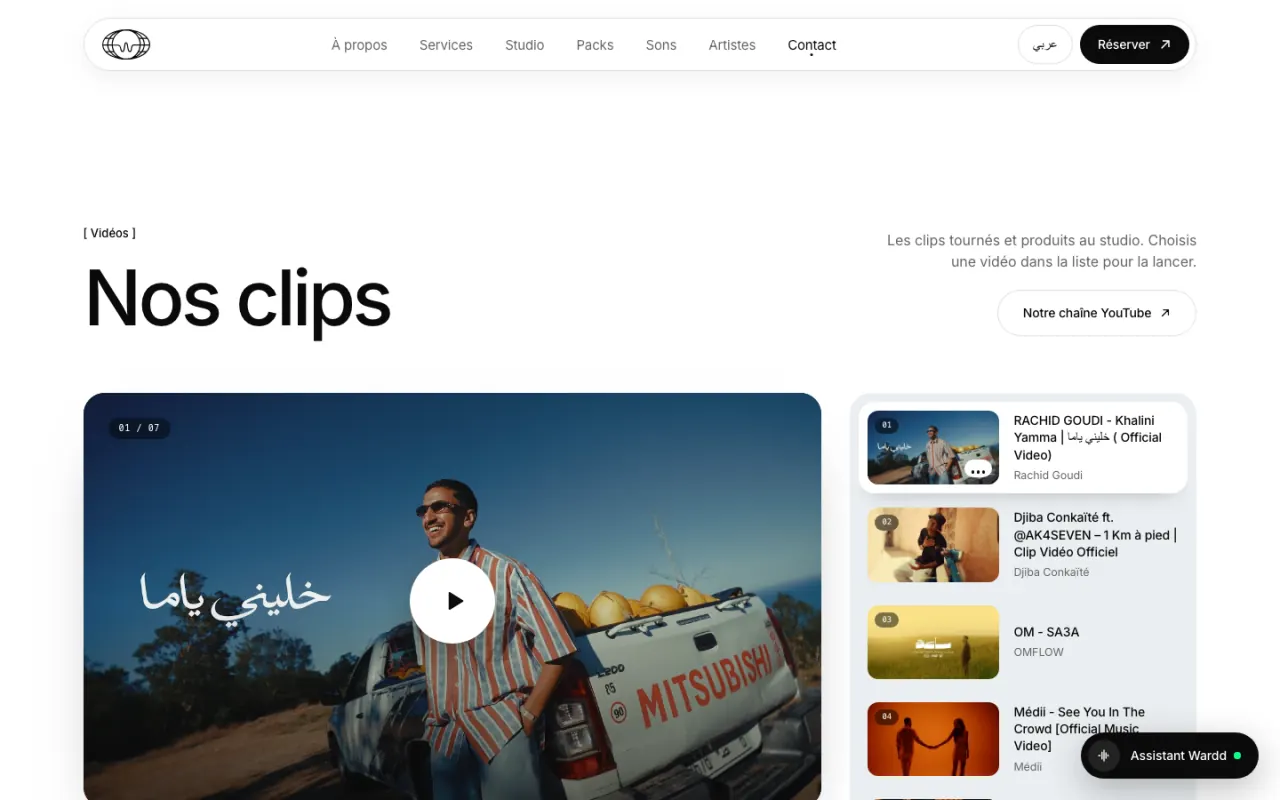 À propos
Services
Studio
Packs
Sons
Artistes
Contact
عربي
Réserver
[ Vidéos ]
Nos clips
Les clips tournés et produits au studio. Choisis
une vidéo dans la liste pour la lancer.
Notre chaîne YouTube
01 / 07
خليني ياما
MITSUBISHI
90
01
خليني ياما
RACHID GOUDI - Khalini
Yamma | خليني ياما ( Official
Video)
Rachid Goudi
02
Djiba Conkaïté ft.
@AK4SEVEN – 1 Km à pied |
Clip Vidéo Officiel
Djiba Conkaïté
03
OM - SA3A
OMFLOW
04
Médii - See You In The
Crowd [Official Music
Video]
Médii
Assistant Wardd